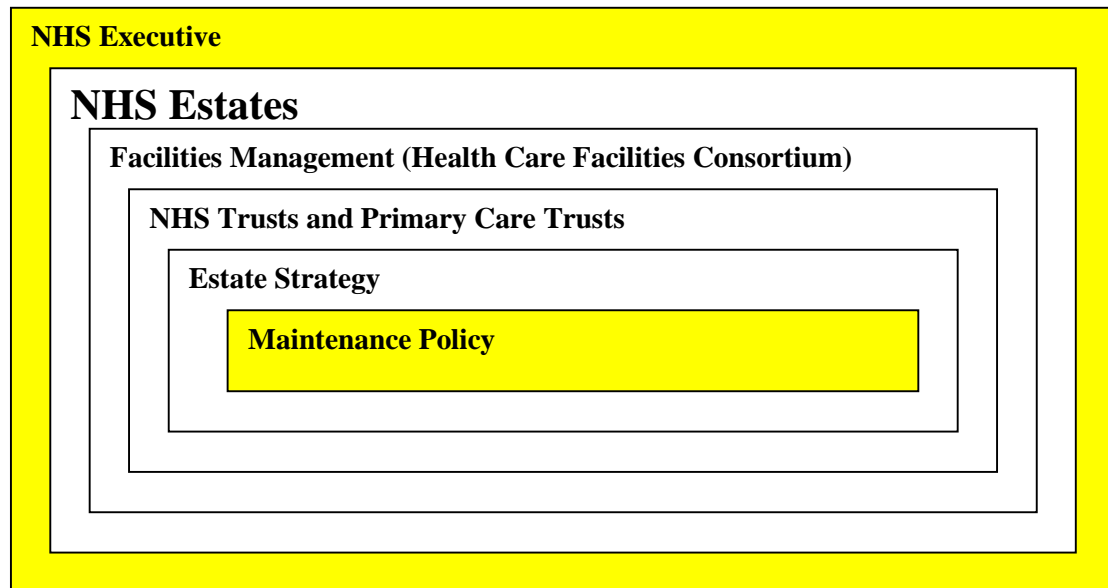 NHS Executive
NHS Estates
Facilities Management (Health Care Facilities Consortium)
NHS Trusts and Primary Care Trusts
Estate Strategy
Maintenance Policy